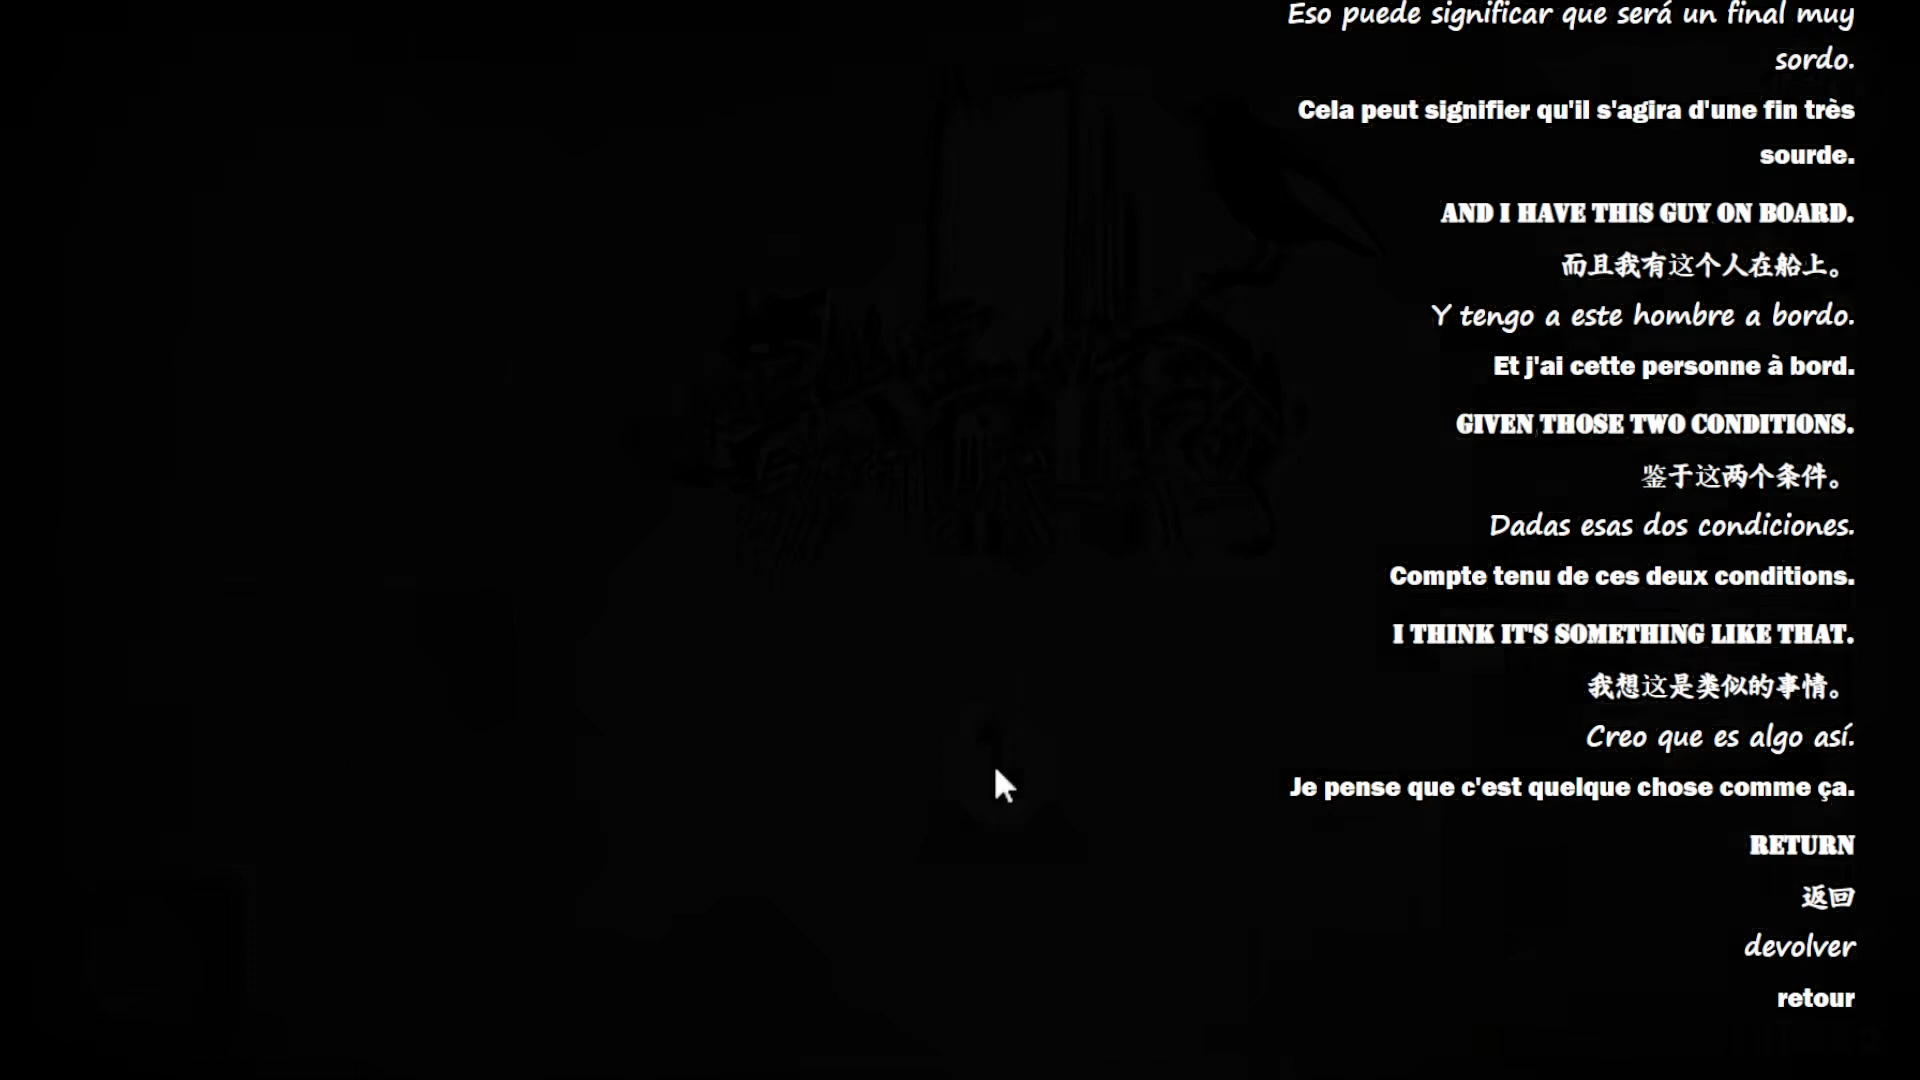 Eso puede significar que será un final muy
sordo.
Cela peut signifier qu'il s'agira d'une fin très
sourde.
AND I HAVE THIS GUY ON BOARD.
而且我有这个人在船上。
Y tengo a este hombre a bordo.
Et j'ai cette personne à bord.
GIVEN THOSE TWO CONDITIONS.
鉴于这两个条件。
Dadas esas dos condiciones.
Compte tenu de ces deux conditions.
I THINK IT'S SOMETHING LIKE THAT.
我想这是类似的事情。
Creo que es algo así.
Je pense que c'est quelque chose comme ça.
RETURN
返回
devolver
retour